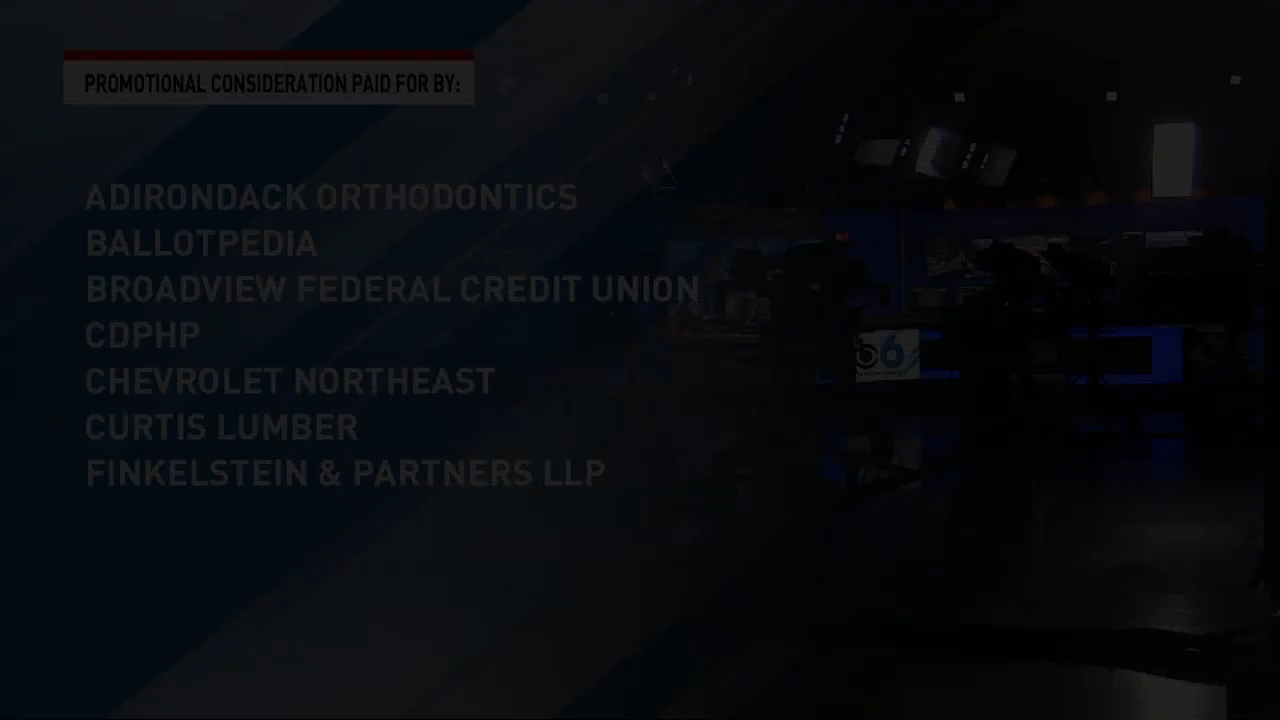 PROMOTIONAL CONSIDERATION PAID FOR BY:
ADIRONDACK ORTHODONTICS
BALLOTPEDIA
BROADVIEW FEDERAL CREDIT UNION
CDPHP
CHEVROLET NORTHEAST
CURTIS LUMBER
FINKELSTEIN & PARTNERS LLP
6